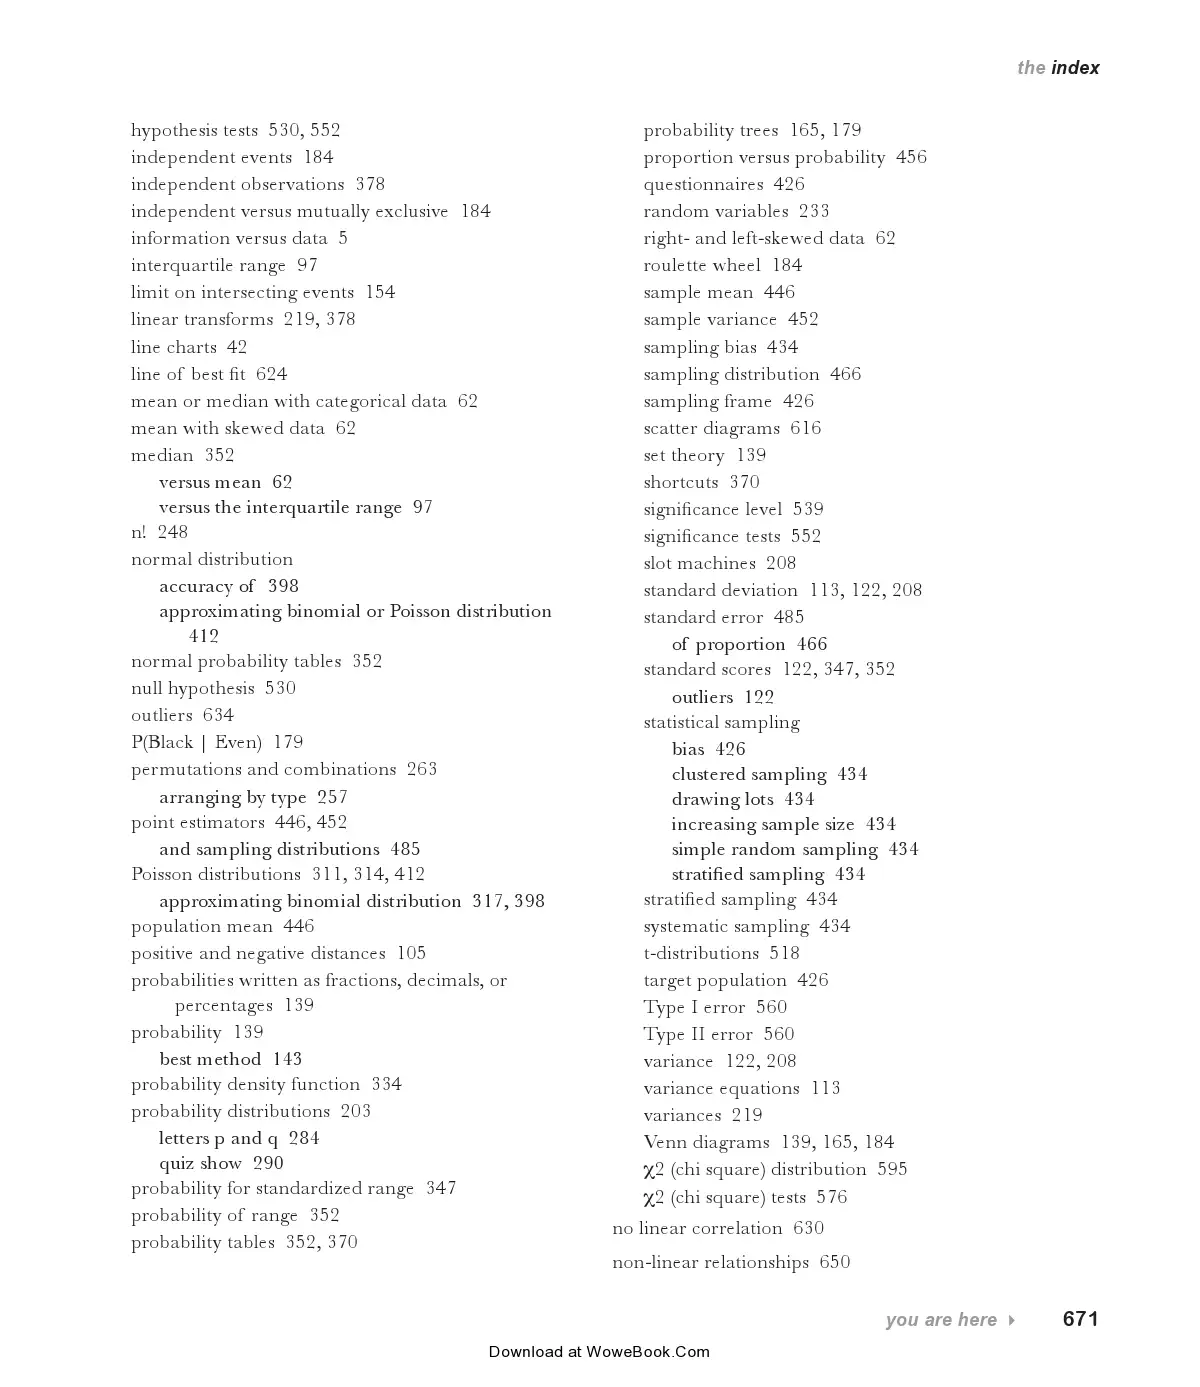 the index
hypothesis tests 530, 552
independent events 184
independent observations 378
independent versus mutually exclusive 184
information versus data 5
interquartile range 97
limit on intersecting events 154
linear transforms 219, 378
line charts 42
line of best fit 624
mean or median with categorical data 62
mean with skewed data 62
median 352
versus mean 62
versus the interquartile range 97
n! 248
normal distribution
accuracy of 398
approximating binomial or Poisson distribution
412
normal probability tables 352
null hypothesis 530
outliers 634
P(Black | Even) 179
permutations and combinations 263
arranging by type 257
point estimators 446, 452
and sampling distributions 485
Poisson distributions 311, 314, 412
approximating binomial distribution 317, 398
population mean 446
positive and negative distances 105
probabilities written as fractions, decimals, or
percentages 139
probability 139
best method 143
probability density function 334
probability distributions 203
letters p and q 284
quiz show 290
probability for standardized range 347
probability of range 352
probability tables 352, 370
probability trees 165, 179
proportion versus probability 456
questionnaires 426
random variables 233
right- and left-skewed data 62
roulette wheel 184
sample mean 446
sample variance 452
sampling bias 434
sampling distribution 466
sampling frame 426
scatter diagrams 616
set theory 139
shortcuts 370
significance level 539
significance tests 552
slot machines 208
standard deviation 113, 122, 208
standard error 485
of proportion 466
standard scores 122, 347, 352
outliers 122
statistical sampling
bias 426
clustered sampling 434
drawing lots 434
increasing sample size 434
simple random sampling 434
stratified sampling 434
stratified sampling 434
systematic sampling 434
t-distributions 518
target population 426
Type I error 560
Type II error 560
variance 122, 208
variance equations 113
variances 219
Venn diagrams 139, 165, 184
χ2 (chi square) distribution 595
χ2 (chi square) tests 576
no linear correlation 630
non-linear relationships 650
you are here 671
Download at WoweBook.Com